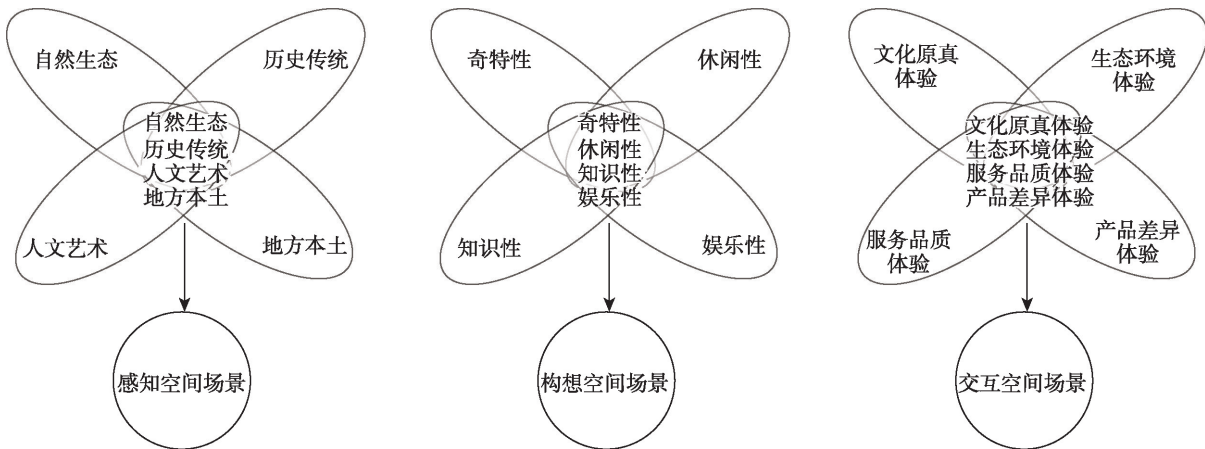 自然生态
历史传统
自然生态
历史传统
人文艺术
地方本土
人文艺术
地方本土
感知空间场景
奇特性
休闲性
奇特性
休闲性
知识性
娱乐性
知识性
娱乐性
构想空间场景
文化原真
体验
生态环境
体验
文化原真体验
生态环境体验
服务品质体验
产品差异体验
服务品质
体验
产品差异
体验
交互空间场景